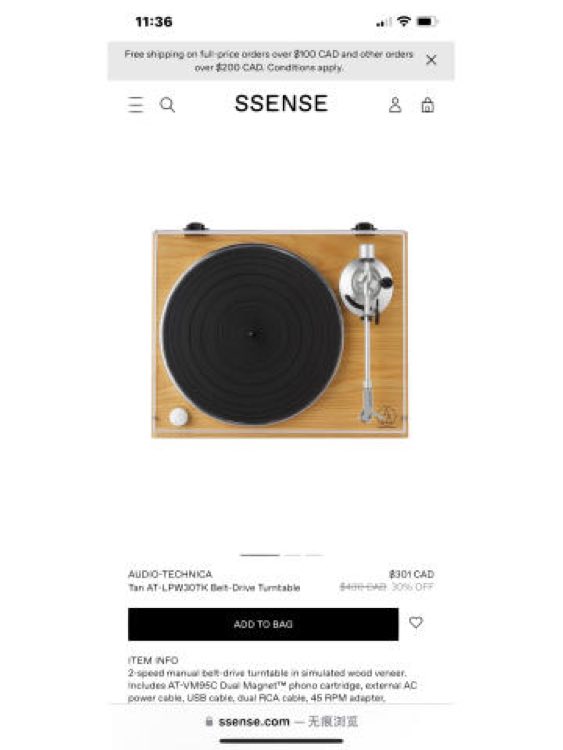 11:36
Free shipping on full-price orders over $100 CAD and other orders
over $200 CAD. Conditions apply.
SSENSE
AUDIO-TECHNICA
$301 CAD
Tan AT-LPW30TK Belt-Drive Turntable
$430 CAD 30% OFF
ADD TO BAG
ITEM INFO
2-speed manual belt-drive turntable in simulated wood veneer.
Includes AT-VM95C Dual Magnet™ phono cartridge, external AC
power cable, USB cable, dual RCA cable, 45 RPM adapter,
ssense.com — 无痕浏览